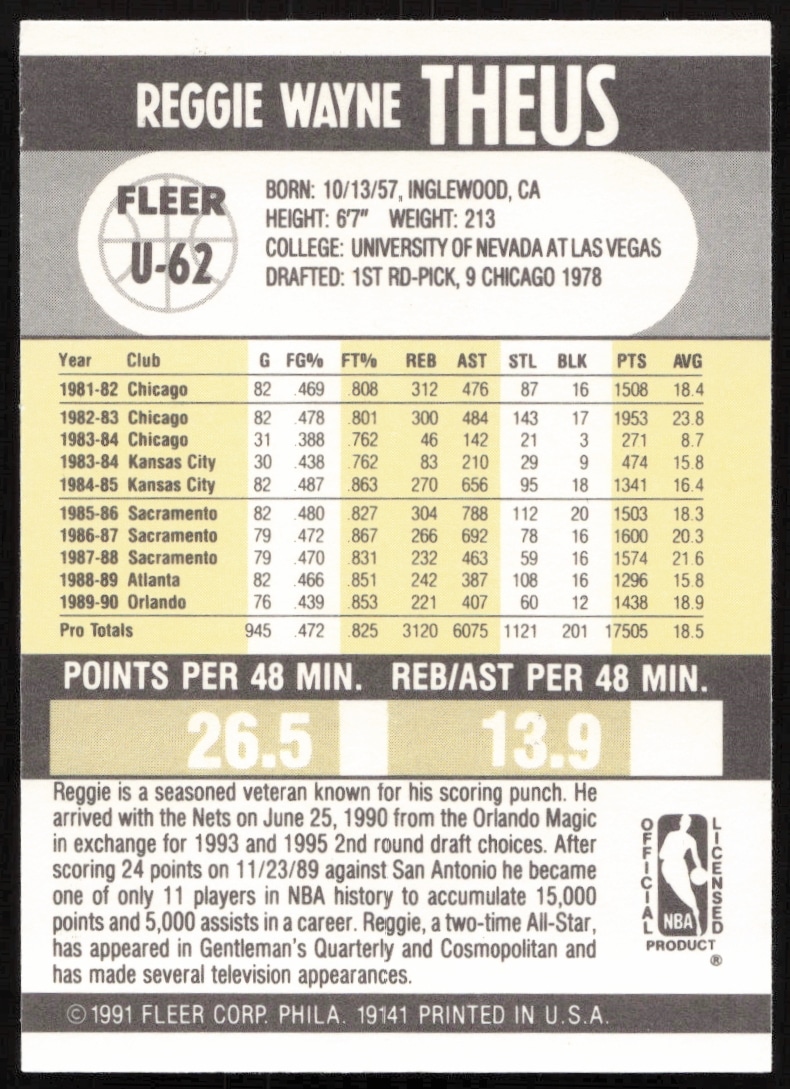 REGGIE WAYNE THEUS
FLEER
U-62
BORN: 10/13/57, INGLEWOOD, CA
HEIGHT: 6'7" WEIGHT: 213
COLLEGE: UNIVERSITY OF NEVADA AT LAS VEGAS
DRAFTED: 1ST RD-PICK, 9 CHICAGO 1978
Year Club G FG% FT% REB AST STL BLK PTS AVG
1981-82 Chicago 82 .469 .808 312 476 87 16 1508 18.4
1982-83 Chicago 82 .478 .801 300 484 143 17 1953 23.8
1983-84 Chicago 31 .388 .762 46 142 21 3 271 8.7
1983-84 Kansas City 30 .438 .762 83 210 29 9 474 15.8
1984-85 Kansas City 82 .487 .863 270 656 95 18 1341 16.4
1985-86 Sacramento 82 .480 .827 304 788 112 20 1503 18.3
1986-87 Sacramento 79 .472 .867 266 692 78 16 1600 20.3
1987-88 Sacramento 79 .470 .831 232 463 59 16 1574 21.6
1988-89 Atlanta 82 .466 .851 242 387 108 16 1296 15.8
1989-90 Orlando 76 .439 .853 221 407 60 12 1438 18.9
Pro Totals 945 .472 .825 3120 6075 1121 201 17505 18.5
POINTS PER 48 MIN. REB/AST PER 48 MIN.
26.5 13.9
Reggie is a seasoned veteran known for his scoring punch. He
arrived with the Nets on June 25, 1990 from the Orlando Magic
in exchange for 1993 and 1995 2nd round draft choices. After
scoring 24 points on 11/23/89 against San Antonio he became
one of only 11 players in NBA history to accumulate 15,000
points and 5,000 assists in a career. Reggie, a two-time All-Star,
has appeared in Gentleman's Quarterly and Cosmopolitan and
has made several television appearances.
OFFICIAL
LICENSED
NBA
PRODUCT
®
© 1991 FLEER CORP. PHILA. 19141 PRINTED IN U.S.A.